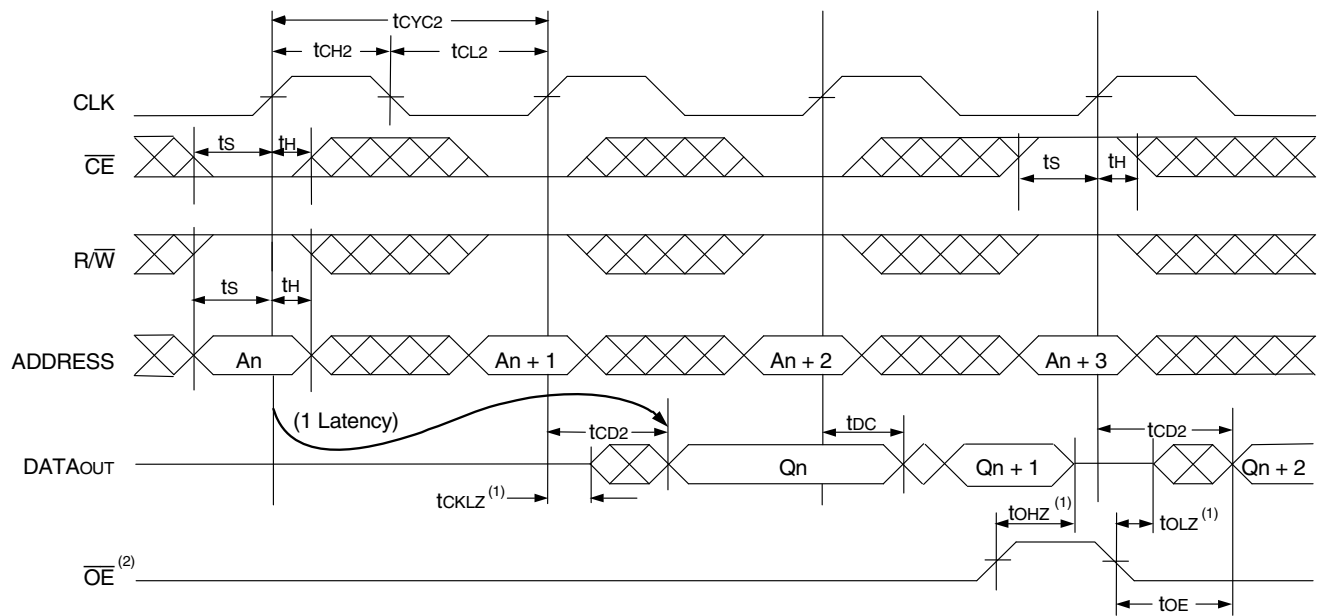 tCYC2
tCH2
tCL2
CLK
tS
tH
CE
tS
tH
R/W
tS
tH
ADDRESS
An
An + 1
An + 2
An + 3
(1 Latency)
tCD2
tDC
tCD2
DATAOUT
Qn
Qn + 1
Qn + 2
tCKLZ(1)
tOHZ(1)
tOLZ(1)
OE(2)
tOE